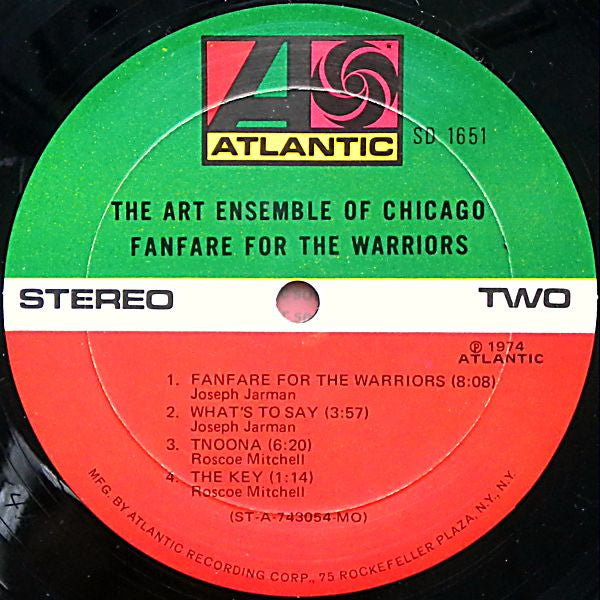 ATLANTIC
SD 1651
THE ART ENSEMBLE OF CHICAGO
FANFARE FOR THE WARRIORS
STEREO
TWO
℗ 1974
ATLANTIC
1. FANFARE FOR THE WARRIORS (8:08)
Joseph Jarman
2. WHAT'S TO SAY (3:57)
Joseph Jarman
3. TNOONA (6:20)
Roscoe Mitchell
4. THE KEY (1:14)
Roscoe Mitchell
(ST-A-743054-MO)
MFG. BY ATLANTIC RECORDING CORP., 75 ROCKEFELLER PLAZA, N.Y., N.Y.